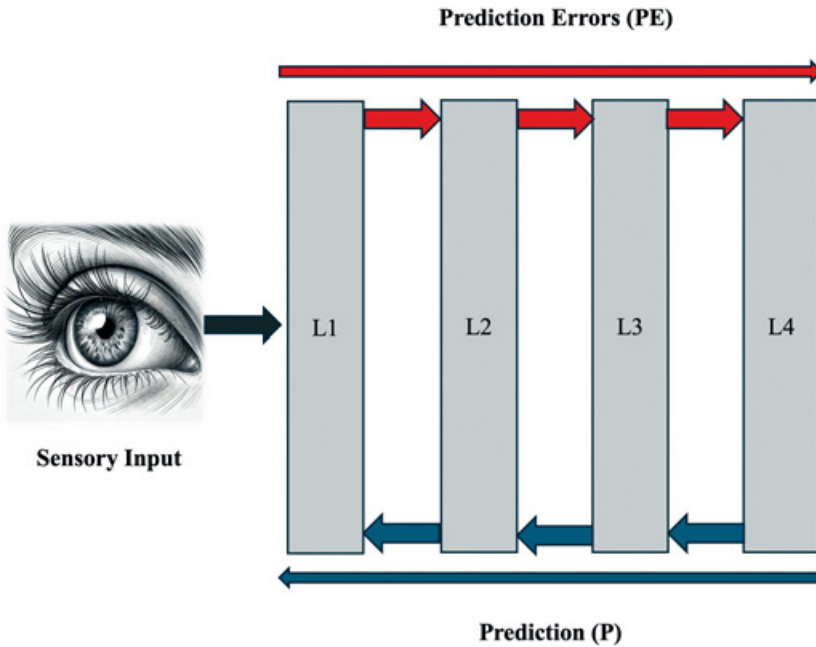 Prediction Errors (PE)
L1
L2
L3
L4
Sensory Input
Prediction (P)